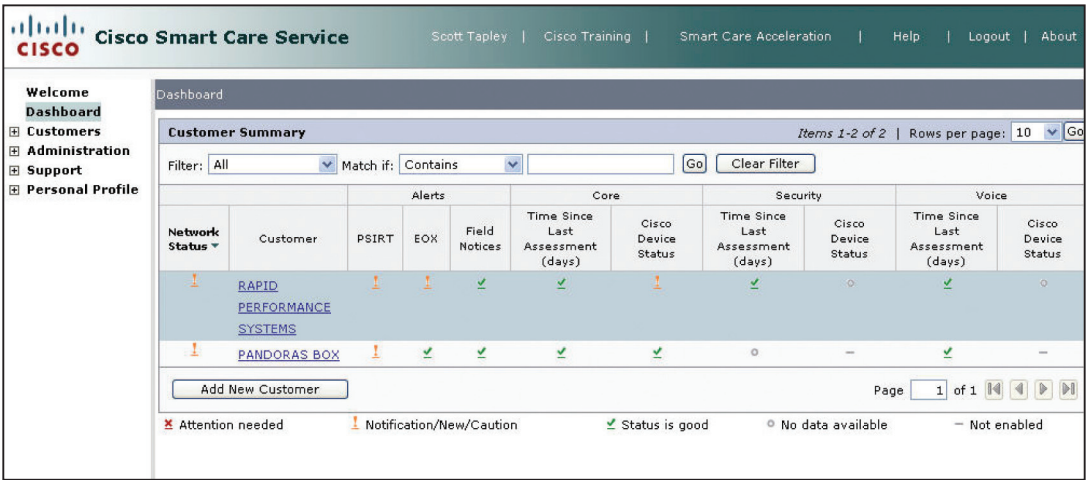 CISCO
Cisco Smart Care Service
Scott Tapley | Cisco Training | Smart Care Acceleration | Help | Logout | About
Welcome
Dashboard
Customers
Administration
Support
Personal Profile
Dashboard
Customer Summary
Items 1-2 of 2 | Rows per page: 10 Go
Filter: All Match if: Contains Go Clear Filter
Alerts Core Security Voice
Network Status Customer PSIRT EOX Field Notices Time Since Last Assessment (days) Cisco Device Status Time Since Last Assessment (days) Cisco Device Status Time Since Last Assessment (days) Cisco Device Status
RAPID
PERFORMANCE
SYSTEMS
PANDORAS BOX
Add New Customer
Page 1 of 1
Attention needed Notification/New/Caution Status is good No data available Not enabled